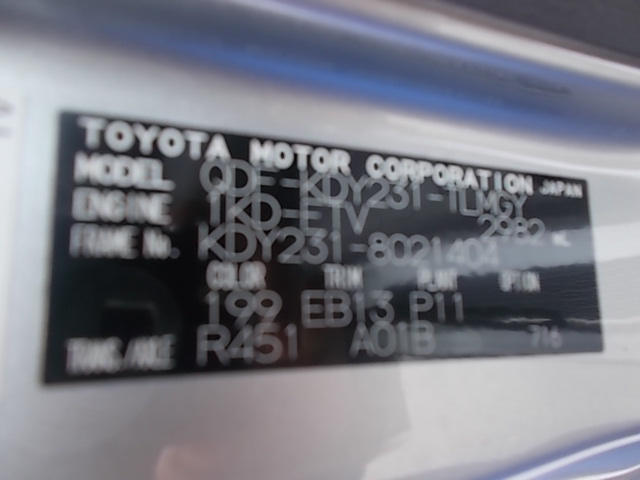 TOYOTA MOTOR CORPORATION JAPAN
MODEL QDF-KDY231-TLMGY
ENGINE 1KD-FTV 2982 CC
FRAME No. KDY231-8021404
COLOR TRIM PLANT OPTION
199 EB13 P11
TRANS/AXLE R451 A01B 716